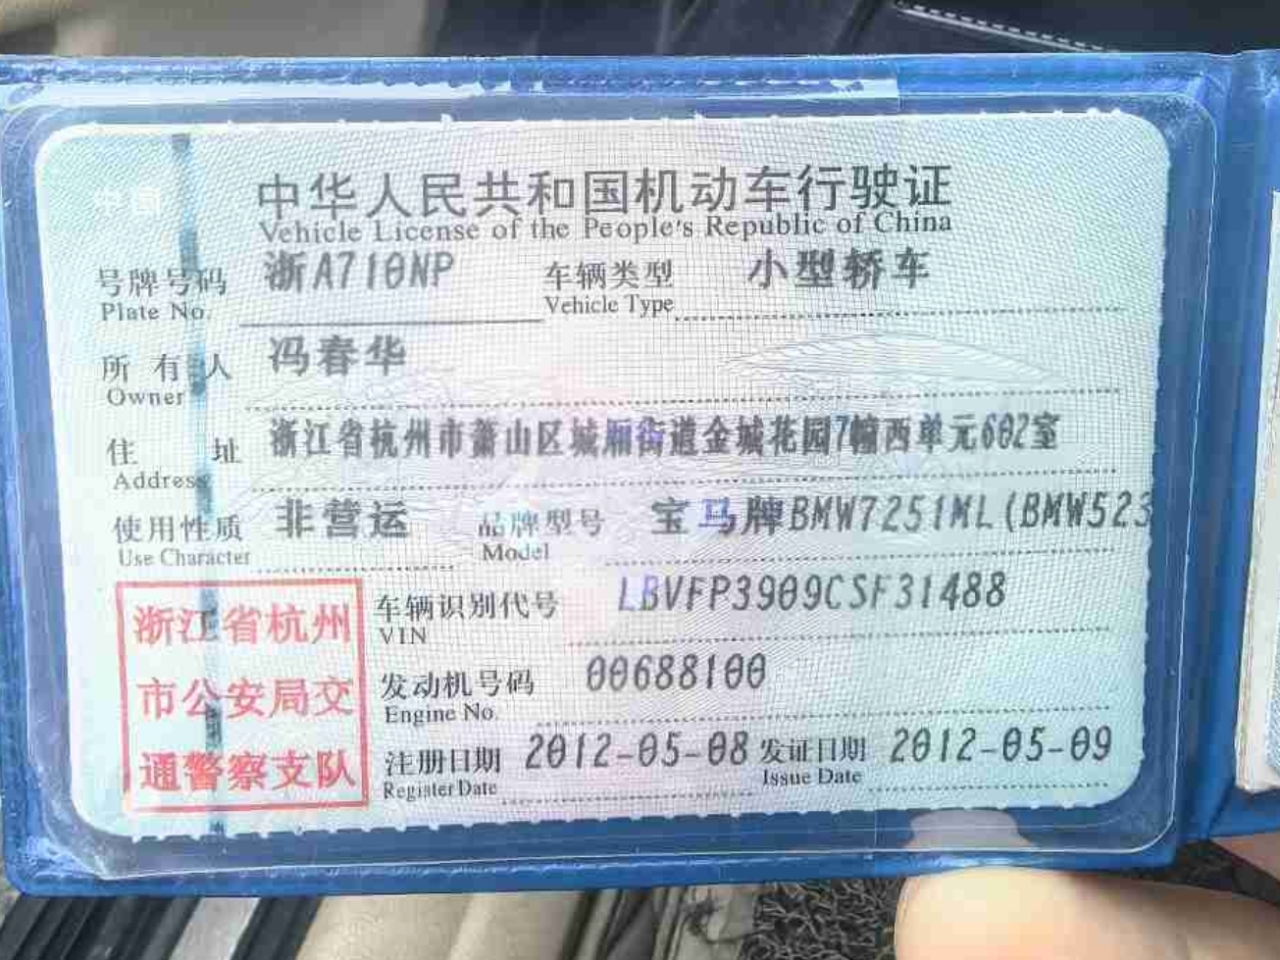 中华人民共和国机动车行驶证
Vehicle License of the People's Republic of China
号牌号码 浙A710NP 车辆类型 小型轿车
Plate No. Vehicle Type
所有人 冯春华
Owner
住址 浙江省杭州市萧山区城厢街道金城花园7幢西单元602室
Address
使用性质 非营运 品牌型号 宝马牌BMW7251ML(BMW523
Use Character Model
浙江省杭州
市公安局交
通警察支队
车辆识别代号 LBVFP3909CSF31488
VIN
发动机号码 00688100
Engine No.
注册日期 2012-05-08 发证日期 2012-05-09
Register Date Issue Date